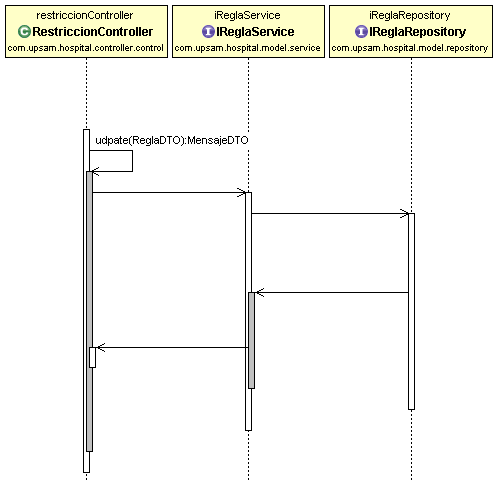 restriccionController
C RestriccionController
com.upsam.hospital.controller.control
iReglaService
I IReglaService
com.upsam.hospital.model.service
iReglaRepository
I IReglaRepository
com.upsam.hospital.model.repository
udpate(ReglaDTO):MensajeDTO